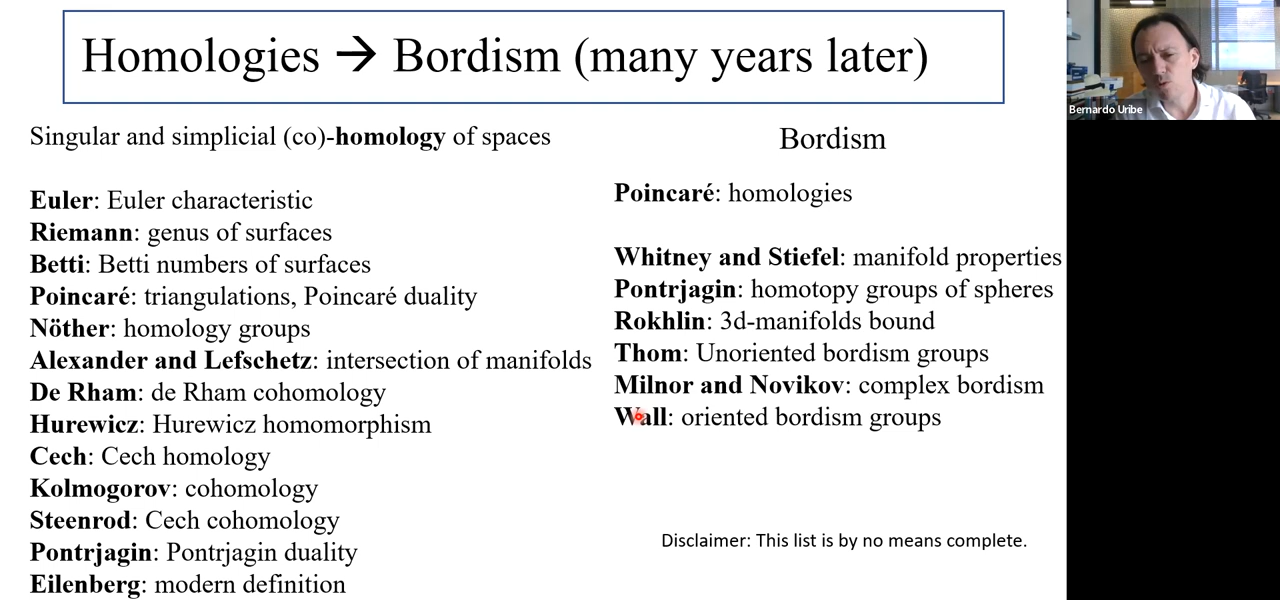 Homologies → Bordism (many years later)
Bernardo Uribe
Singular and simplicial (co)-homology of spaces
Euler: Euler characteristic
Riemann: genus of surfaces
Betti: Betti numbers of surfaces
Poincaré: triangulations, Poincaré duality
Nöther: homology groups
Alexander and Lefschetz: intersection of manifolds
De Rham: de Rham cohomology
Hurewicz: Hurewicz homomorphism
Cech: Cech homology
Kolmogorov: cohomology
Steenrod: Cech cohomology
Pontrjagin: Pontrjagin duality
Eilenberg: modern definition
Bordism
Poincaré: homologies
Whitney and Stiefel: manifold properties
Pontrjagin: homotopy groups of spheres
Rokhlin: 3d-manifolds bound
Thom: Unoriented bordism groups
Milnor and Novikov: complex bordism
Wall: oriented bordism groups
Disclaimer: This list is by no means complete.